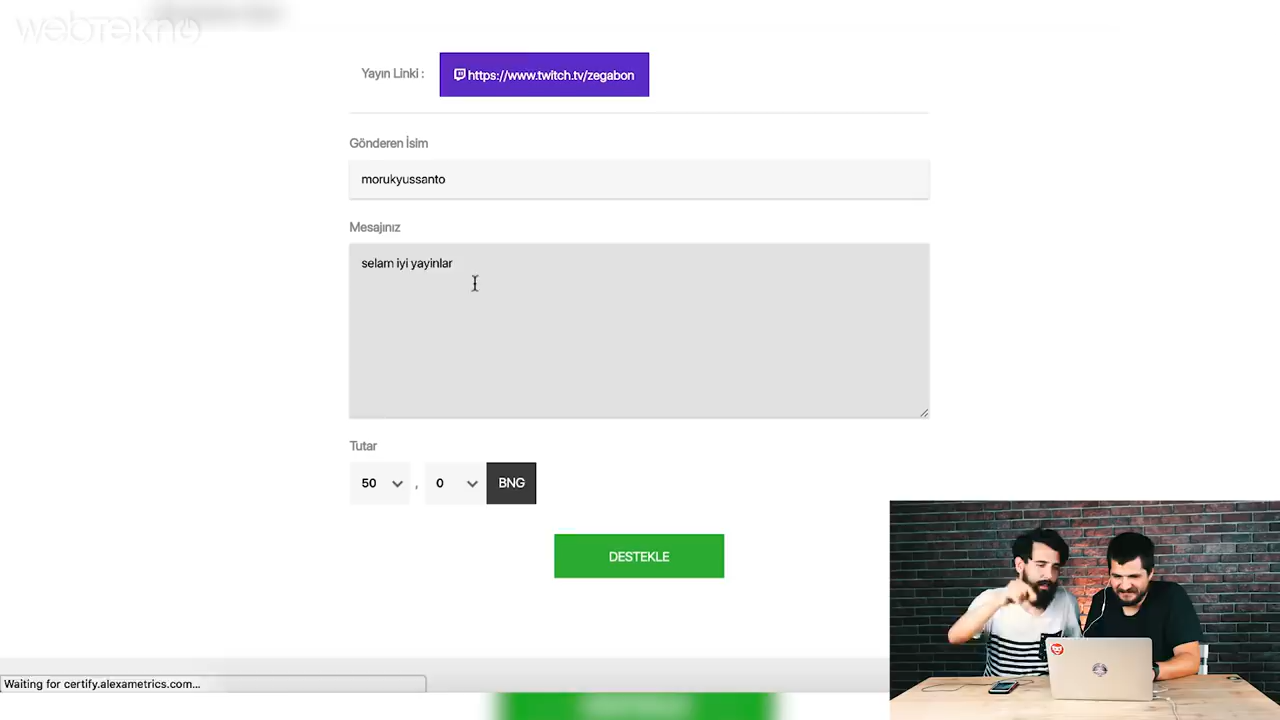 webtekno
Yayın Linki : https://www.twitch.tv/zegabon
Gönderen İsim
morukyussanto
Mesajınız
selam iyi yayinlar
Tutar
50 , 0 BNG
DESTEKLE
Waiting for certify.alexametrics.com...